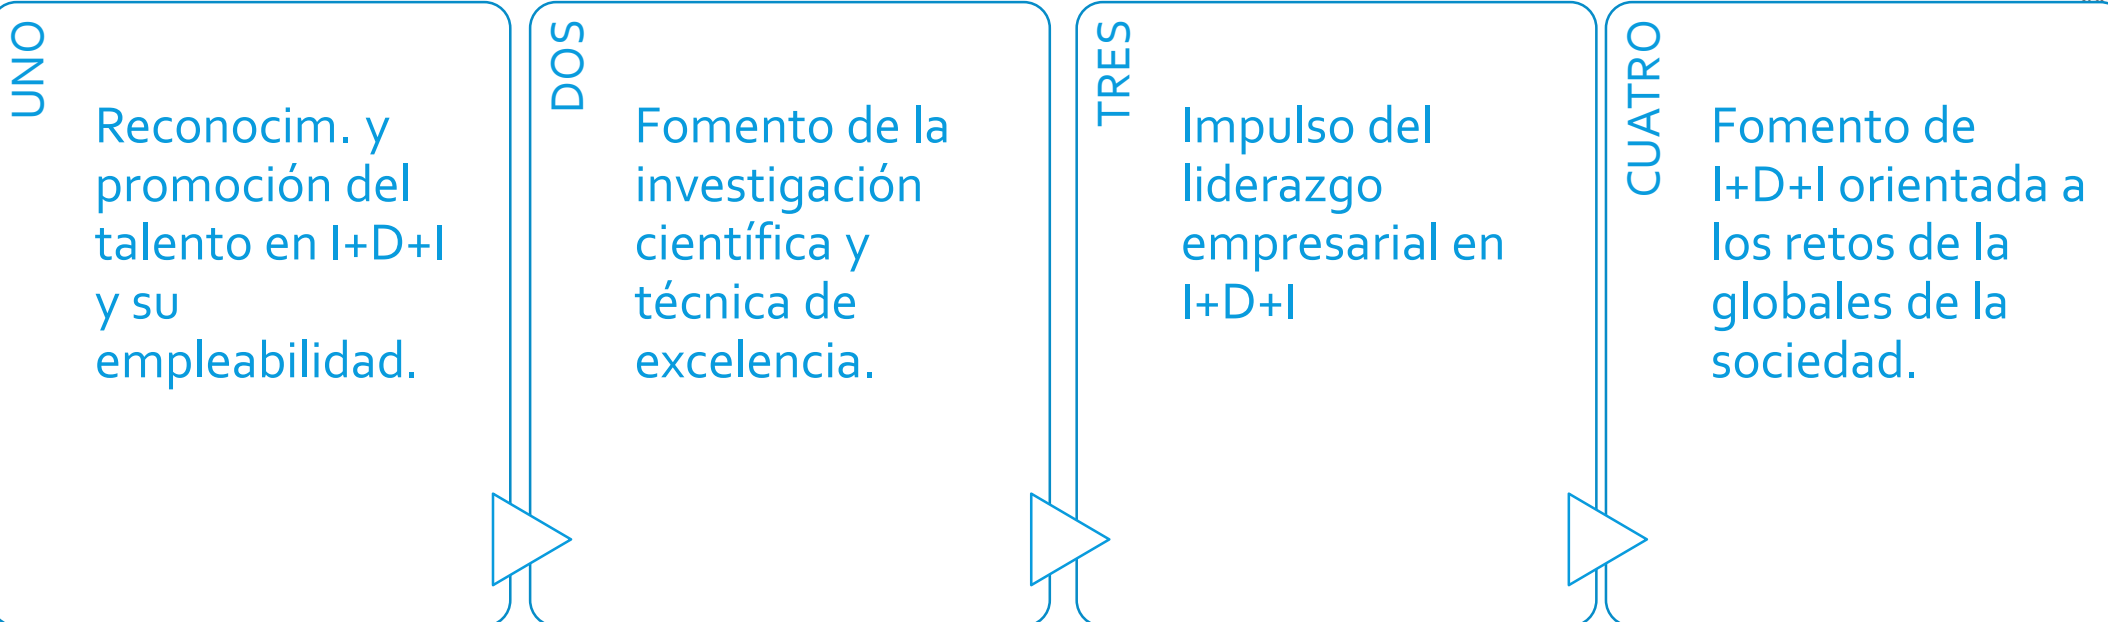 UNO
Reconocim. y
promoción del
talento en I+D+I
y su
empleabilidad.
DOS
Fomento de la
investigación
científica y
técnica de
excelencia.
TRES
Impulso del
liderazgo
empresarial en
I+D+I
CUATRO
Fomento de
I+D+I orientada a
los retos de la
globales de la
sociedad.